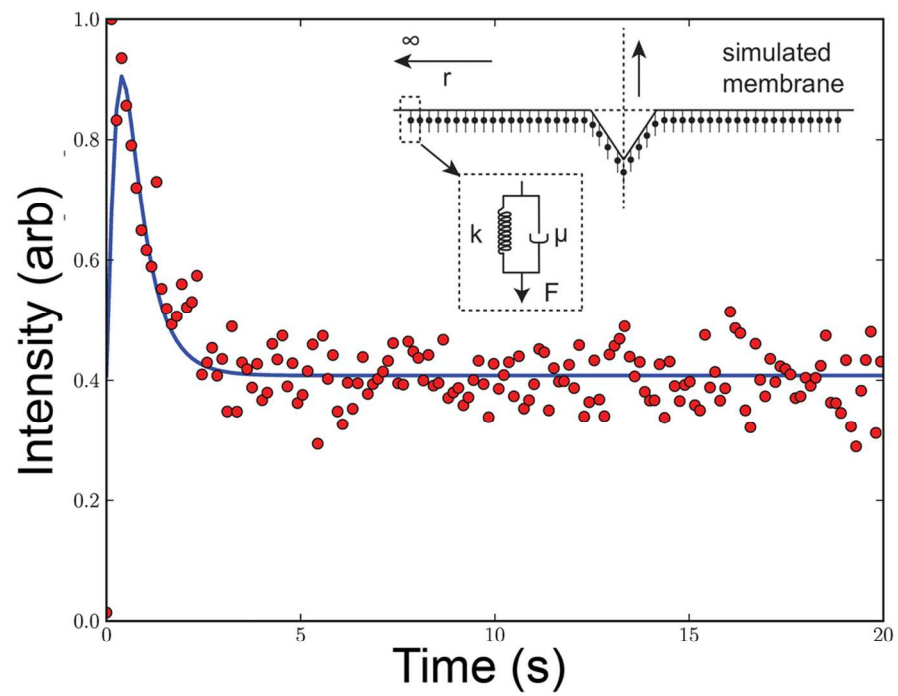 1.0
0.8
0.6
0.4
0.2
0.0
Intensity (arb)
∞
r
simulated
membrane
k
μ
F
0
5
10
15
20
Time (s)